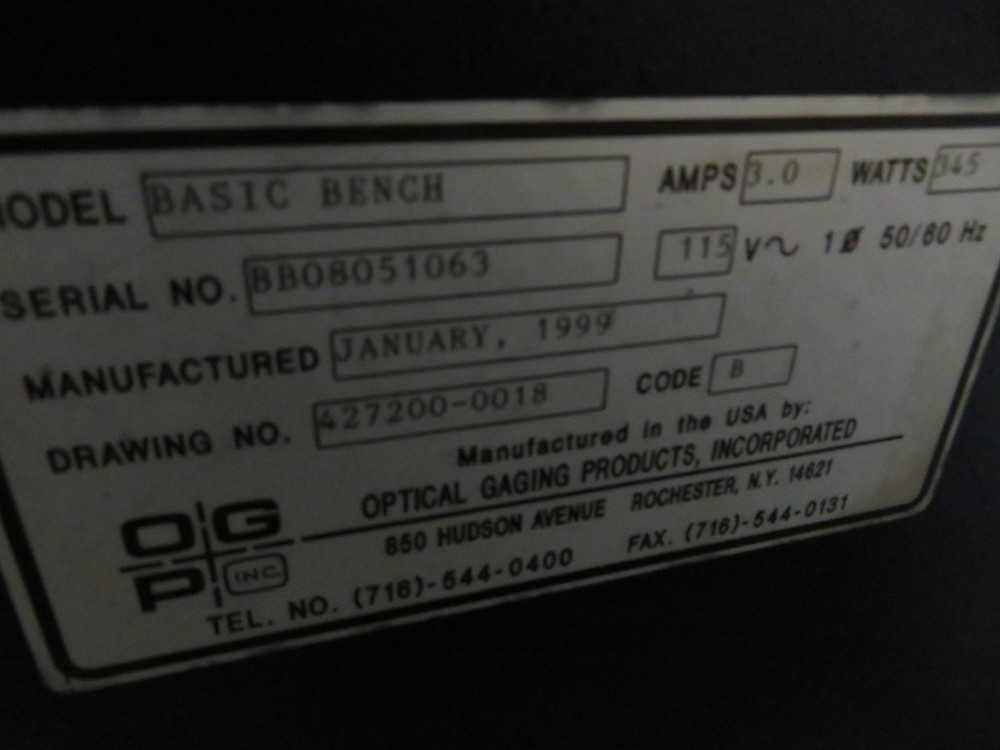 MODEL BASIC BENCH AMPS 3.0 WATTS 345
SERIAL NO. BB08051063 115 V~ 1Ø 50/60 Hz
MANUFACTURED JANUARY, 1999
DRAWING NO. 427200-0018 CODE B
Manufactured in the USA by:
OPTICAL GAGING PRODUCTS, INCORPORATED
850 HUDSON AVENUE ROCHESTER, N.Y. 14621
OGP INC.
TEL. NO. (716)-544-0400 FAX. (716)-544-0131